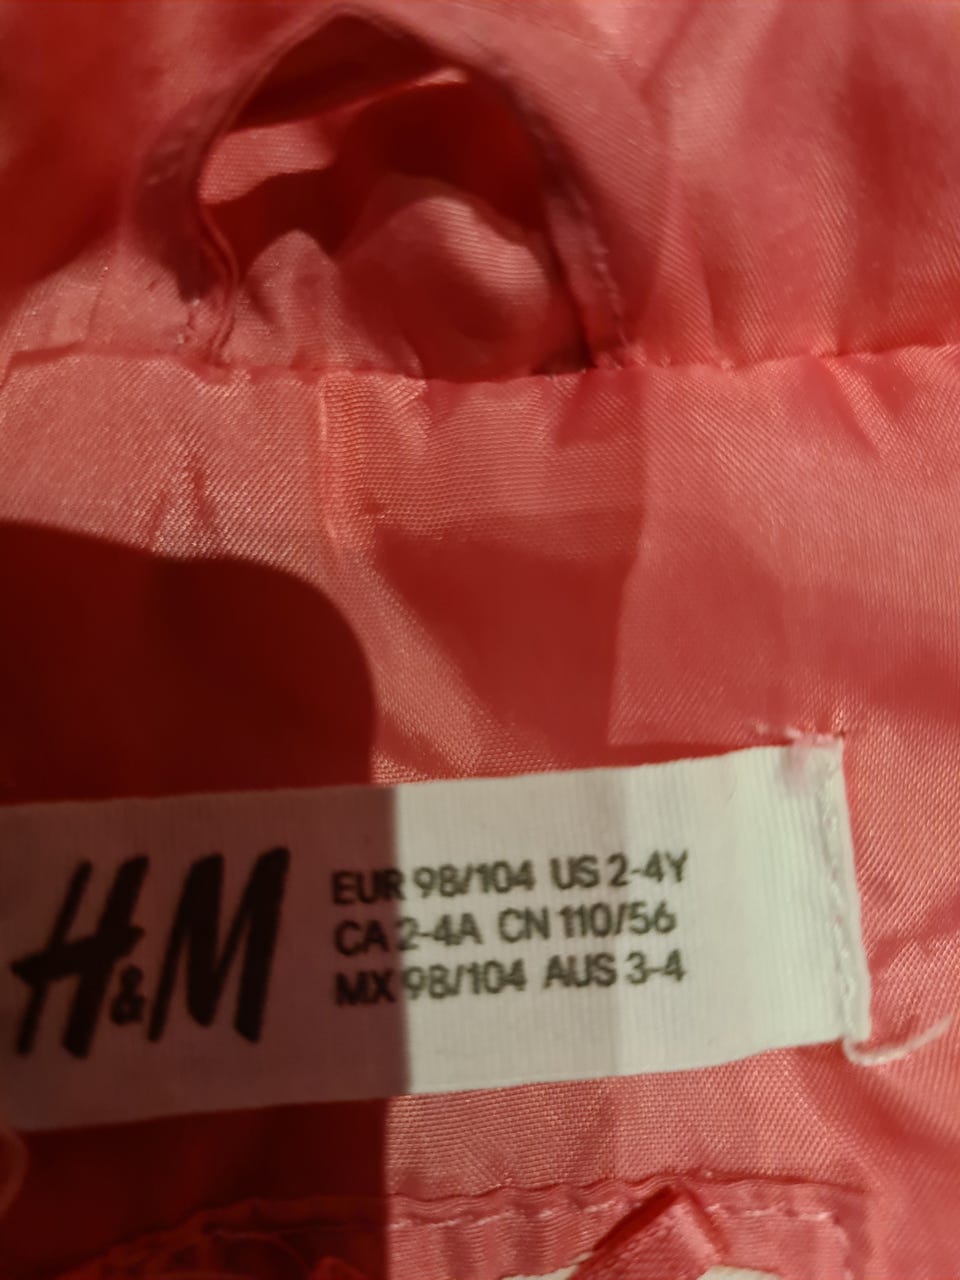 H&M
EUR 98/104 US 2-4Y
CA 2-4A CN 110/56
MX 98/104 AUS 3-4